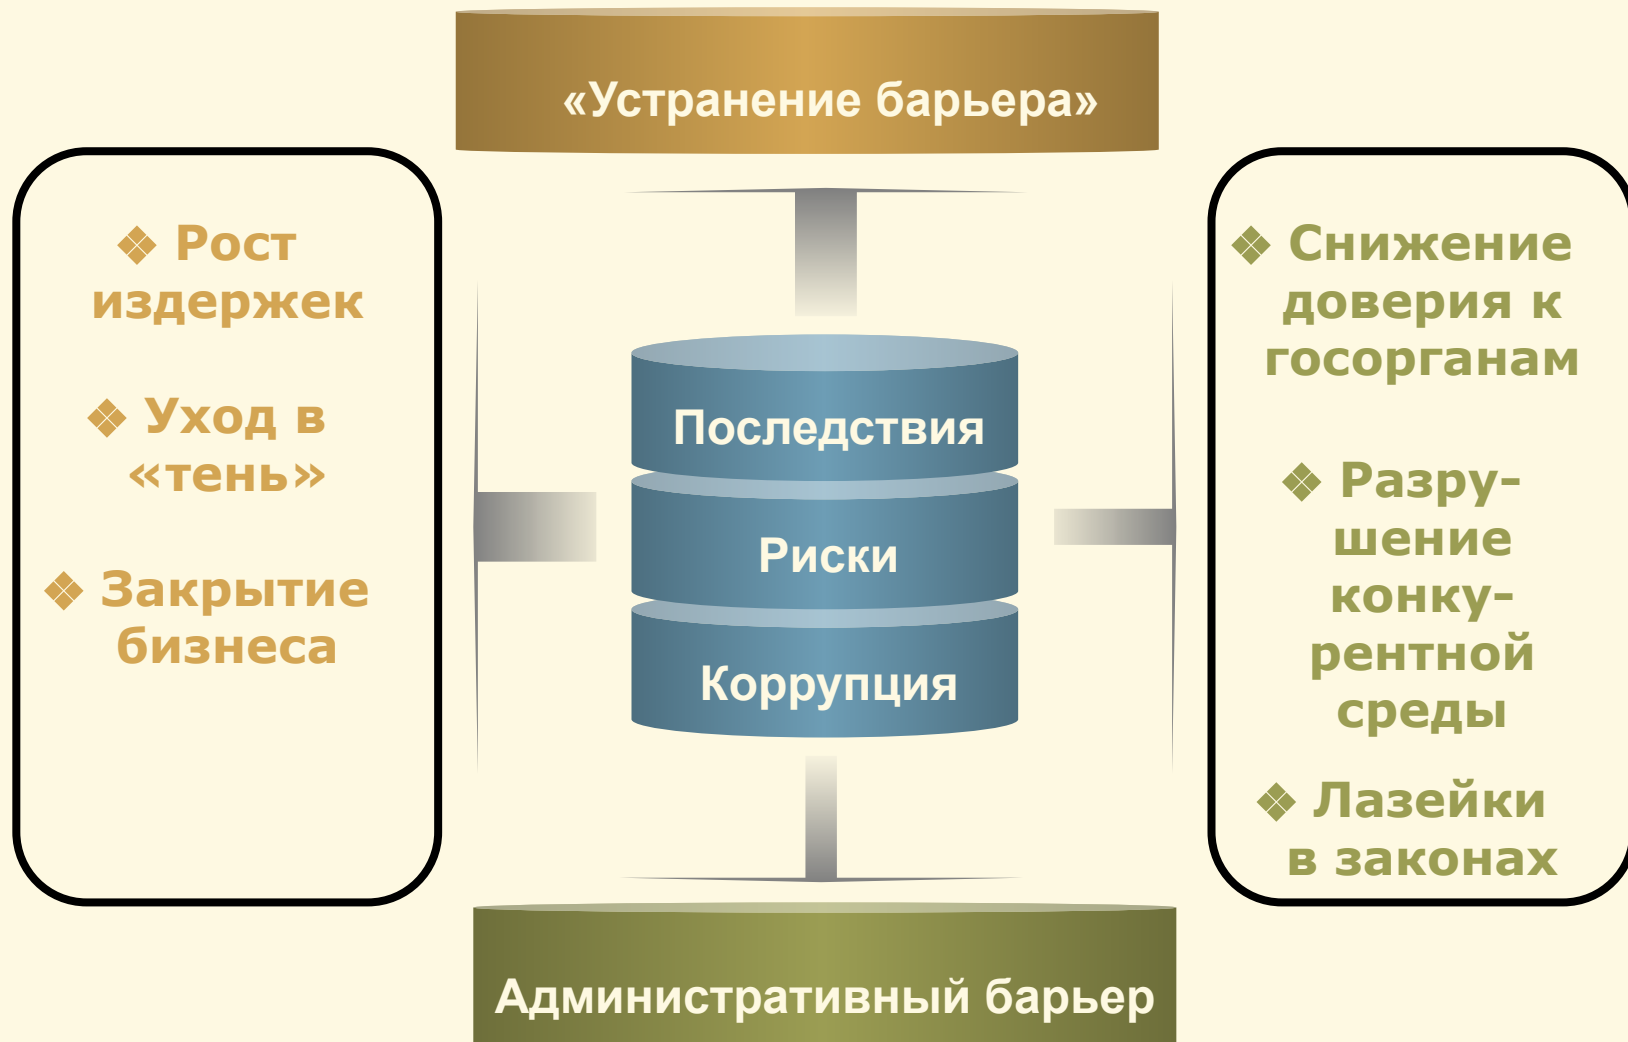 «Устранение барьера»
❖ Рост
издержек
❖ Уход в
«тень»
❖ Закрытие
бизнеса
Последствия
Риски
Коррупция
❖ Снижение
доверия к
госорганам
❖ Разру-
шение
конку-
рентной
среды
❖ Лазейки
в законах
Административный барьер